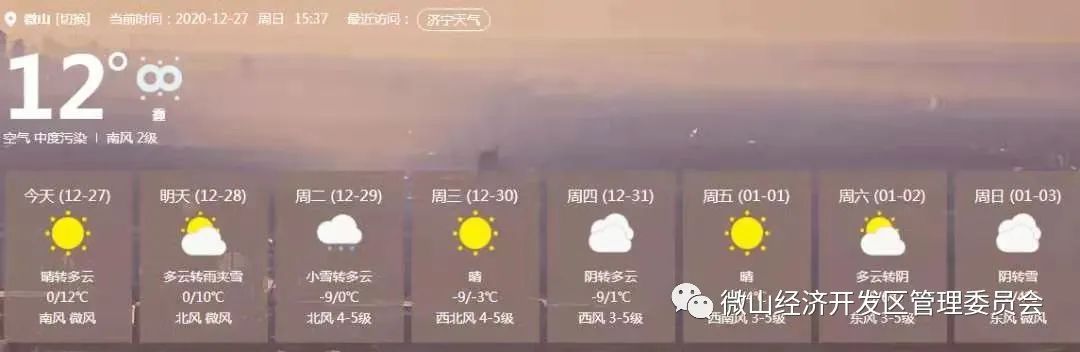 微山 [切换] 当前时间：2020-12-27 周日 15:37 最近访问： 济宁天气
12°
霾
空气 中度污染 | 南风 2级
今天 (12-27)
晴转多云
0/12℃
南风 微风
明天 (12-28)
多云转雨夹雪
0/10℃
北风 微风
周二 (12-29)
小雪转多云
-9/0℃
北风 4-5级
周三 (12-30)
晴
-9/-3℃
西北风 4-5级
周四 (12-31)
阴转多云
-9/1℃
西风 3-5级
周五 (01-01)
晴
西南风 3-5级
周六 (01-02)
多云转阴
东风 3-5级
周日 (01-03)
阴转雪
东风 微风
微山经济开发区管理委员会